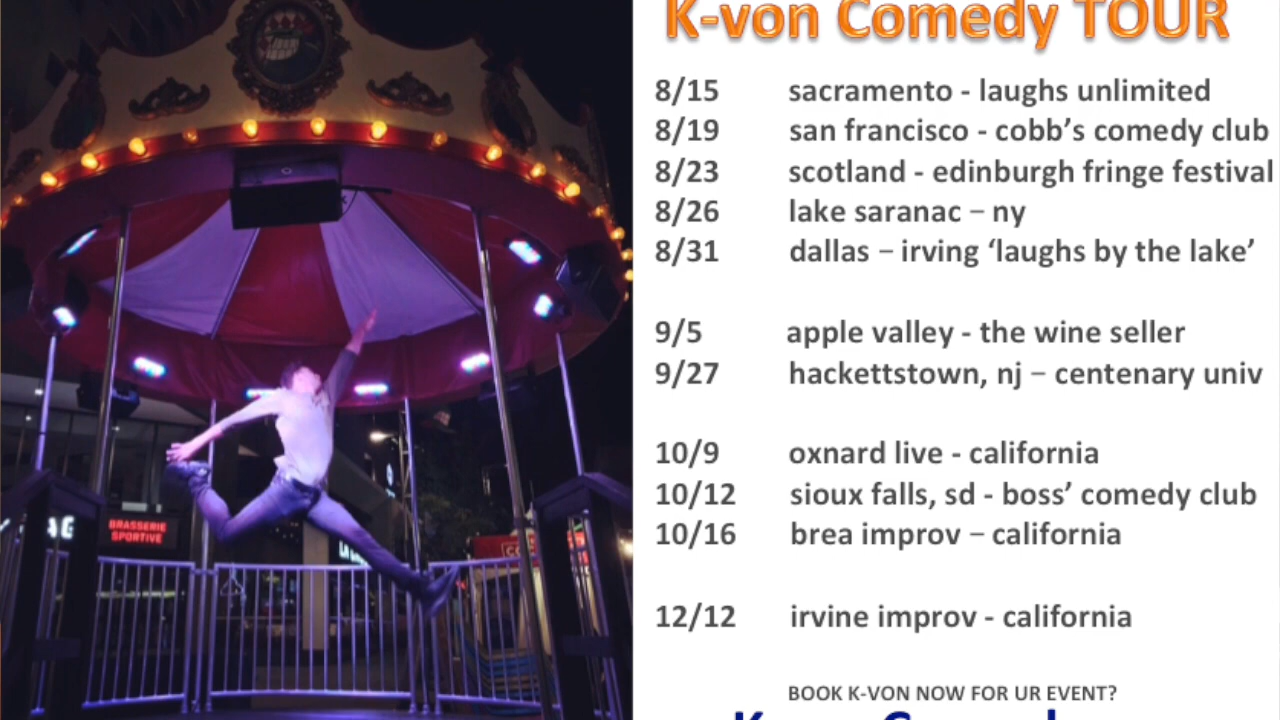 K-von Comedy TOUR
8/15 sacramento - laughs unlimited
8/19 san francisco - cobb’s comedy club
8/23 scotland - edinburgh fringe festival
8/26 lake saranac – ny
8/31 dallas – irving ‘laughs by the lake’
9/5 apple valley - the wine seller
9/27 hackettstown, nj – centenary univ
10/9 oxnard live - california
10/12 sioux falls, sd - boss’ comedy club
10/16 brea improv – california
12/12 irvine improv - california
BOOK K-VON NOW FOR UR EVENT?
BRASSERIE
SPORTIVE